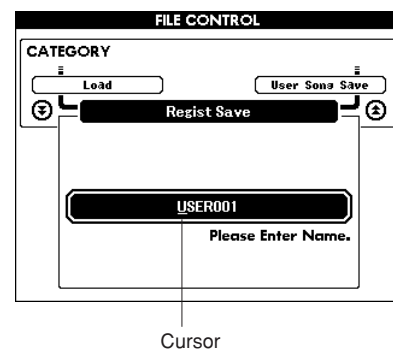 FILE CONTROL
CATEGORY
Load User Song Save
Regist Save
USER001
Please Enter Name.
Cursor